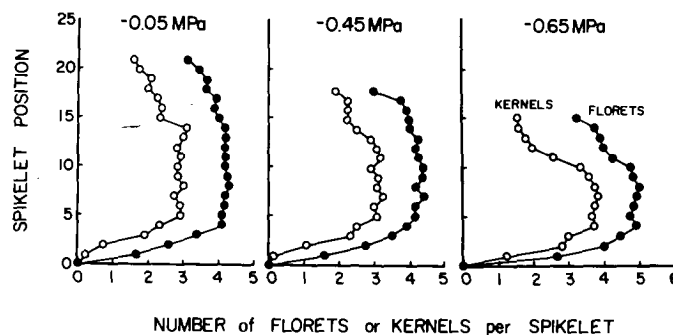 -0.05 MPa
-0.45 MPa
-0.65 MPa
SPIKELET POSITION
25
20
15
10
5
0
KERNELS
FLORETS
0 1 2 3 4 5
0 1 2 3 4 5
0 1 2 3 4 5 6
NUMBER of FLORETS or KERNELS per SPIKELET